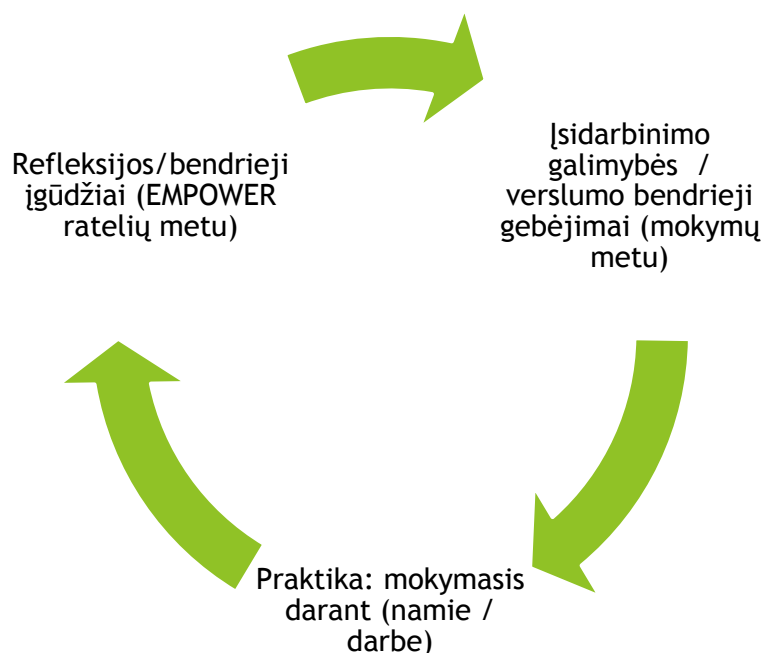 Refleksijos/bendrieji
įgūdžiai (EMPOWER
ratelių metu)
Įsidarbinimo
galimybės /
verslumo bendrieji
gebėjimai (mokymų
metu)
Praktika: mokymasis
darant (namie /
darbe)